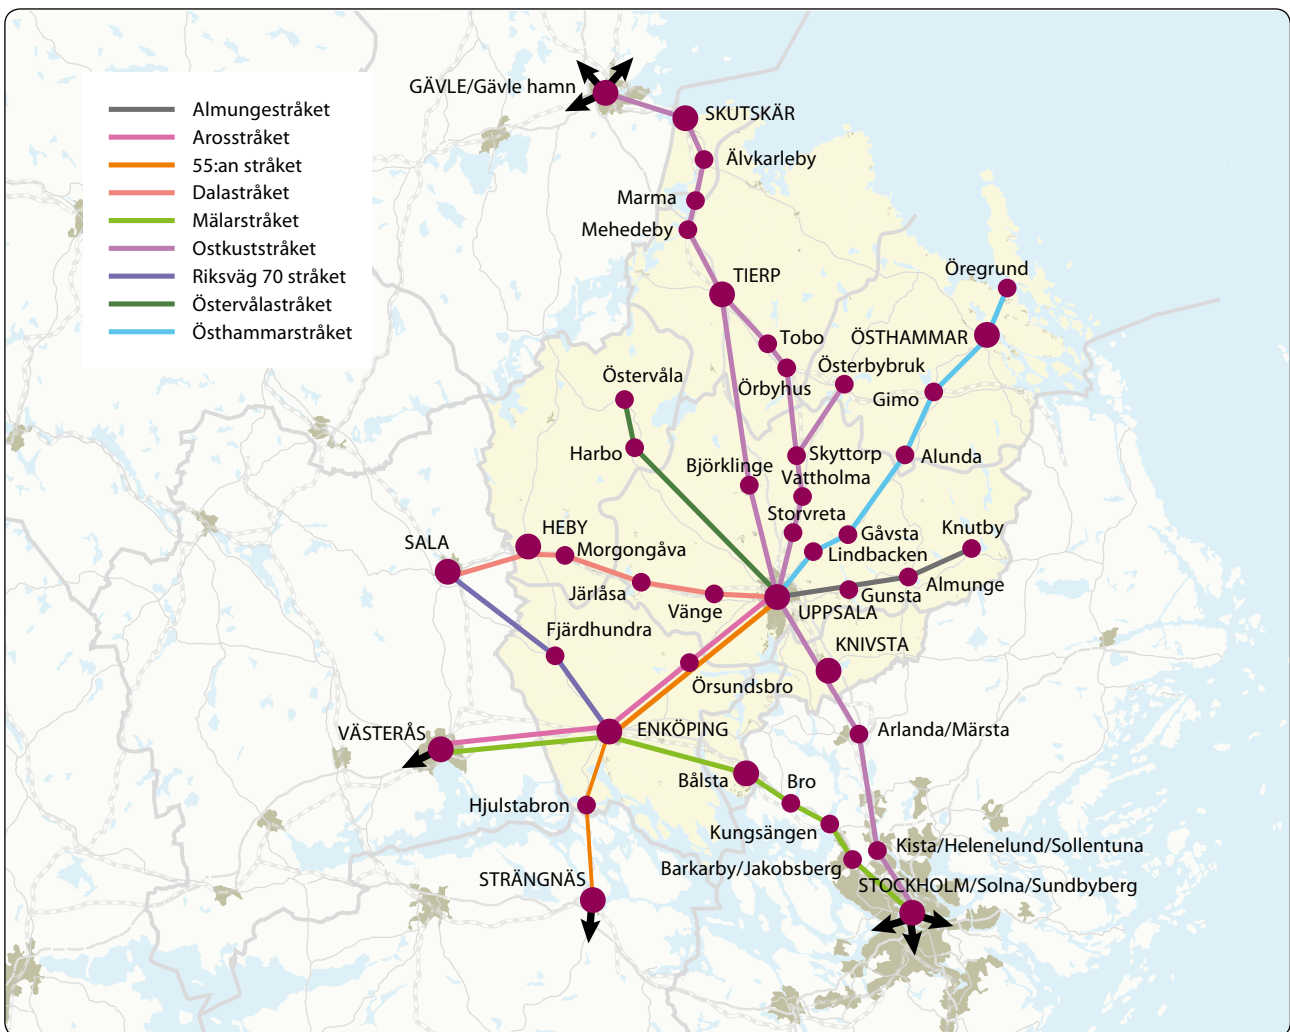 GÄVLE/Gävle hamn
SKUTSKÄR
Almungestråket
Arosstråket
55:an stråket
Dalastråket
Mälarstråket
Ostkuststråket
Riksväg 70 stråket
Östervålastråket
Östhammarstråket
Älvkarleby
Marma
Mehedeby
TIERP
Öregrund
Tobo
ÖSTHAMMAR
Österbybruk
Östervåla
Örbyhus
Gimo
Harbo
Björklinge
Skyttorp
Alunda
Vattholma
Storvreta
HEBY
Gåvsta
Knutby
SALA
Morgongåva
Lindbacken
Järlåsa
Almunge
Gunsta
Vänge
UPPSALA
Fjärdhundra
KNIVSTA
Örsundsbro
VÄSTERÅS
ENKÖPING
Arlanda/Märsta
Bålsta
Bro
Hjulstabron
Kungsängen
Kista/Helenelund/Sollentuna
Barkarby/Jakobsberg
STRÄNGNÄS
STOCKHOLM/Solna/Sundbyberg